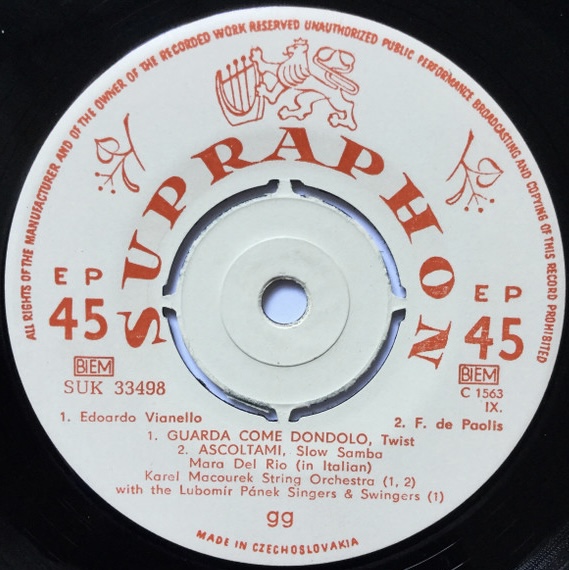 ALL RIGHTS OF THE MANUFACTURER AND OF THE OWNER OF THE RECORDED WORK RESERVED UNAUTHORIZED PUBLIC PERFORMANCE BROADCASTING AND COPYING OF THIS RECORD PROHIBITED
SUPRAPHON
EP
45
EP
45
BIEM
SUK 33498
BIEM
C 1563
IX.
1. Edoardo Vianello
2. F. de Paolis
1. GUARDA COME DONDOLO, Twist
2. ASCOLTAMI, Slow Samba
Mara Del Rio (in Italian)
Karel Macourek String Orchestra (1, 2)
with the Lubomír Pánek Singers & Swingers (1)
gg
MADE IN CZECHOSLOVAKIA